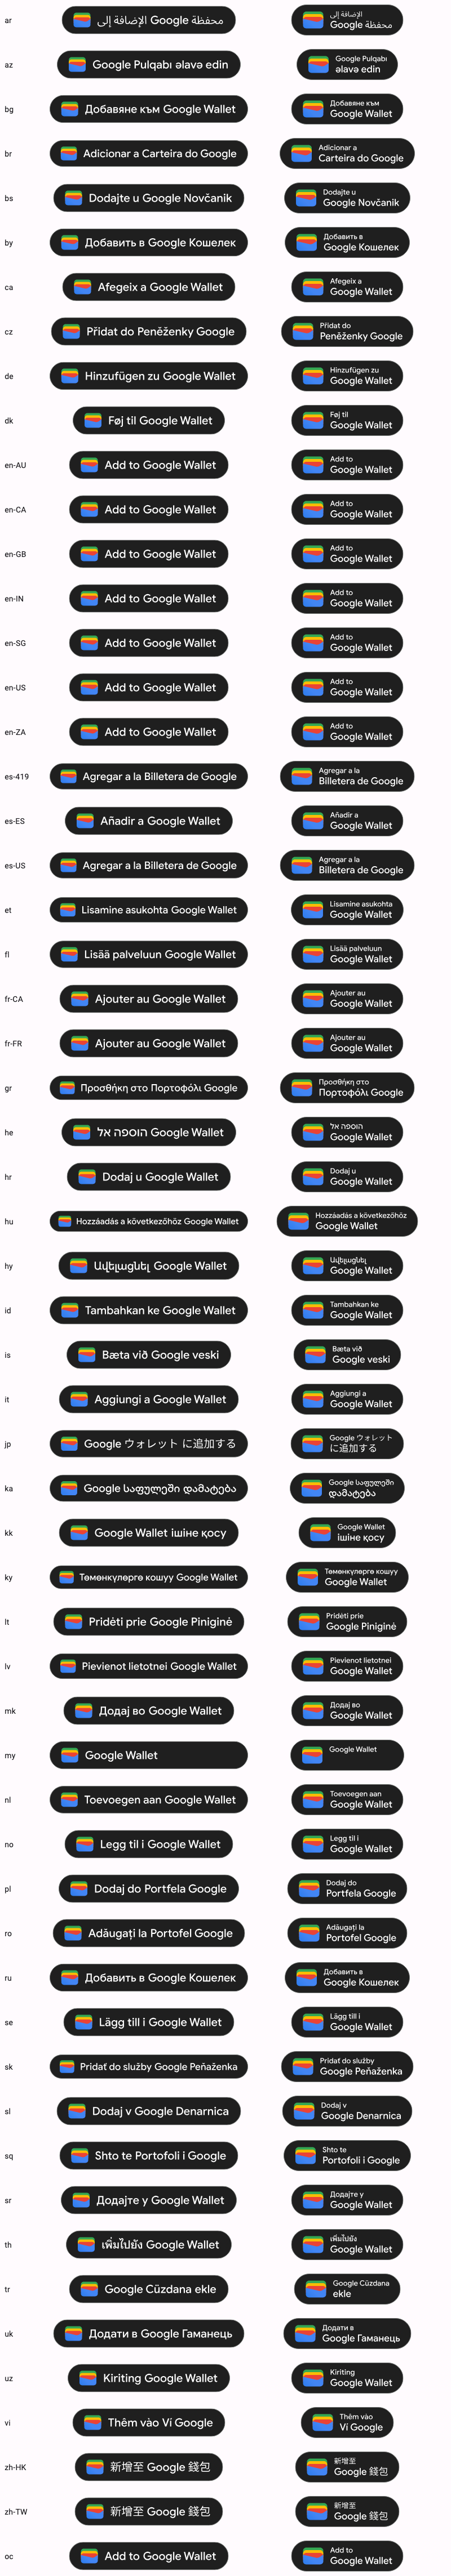 ar
الإضافة إلى Google محفظة
الإضافة إلى
Google محفظة
az
Google Pulqabı əlavə edin
Google Pulqabı
əlavə edin
bg
Добавяне към Google Wallet
Добавяне към
Google Wallet
br
Adicionar a Carteira do Google
Adicionar a
Carteira do Google
bs
Dodajte u Google Novčanik
Dodajte u
Google Novčanik
by
Добавить в Google Кошелек
Добавить в
Google Кошелек
ca
Afegeix a Google Wallet
Afegeix a
Google Wallet
cz
Přidat do Peněženky Google
Přidat do
Peněženky Google
de
Hinzufügen zu Google Wallet
Hinzufügen zu
Google Wallet
dk
Føj til Google Wallet
Føj til
Google Wallet
en-AU
Add to Google Wallet
Add to
Google Wallet
en-CA
Add to Google Wallet
Add to
Google Wallet
en-GB
Add to Google Wallet
Add to
Google Wallet
en-IN
Add to Google Wallet
Add to
Google Wallet
en-SG
Add to Google Wallet
Add to
Google Wallet
en-US
Add to Google Wallet
Add to
Google Wallet
en-ZA
Add to Google Wallet
Add to
Google Wallet
es-419
Agregar a la Billetera de Google
Agregar a la
Billetera de Google
es-ES
Añadir a Google Wallet
Añadir a
Google Wallet
es-US
Agregar a la Billetera de Google
Agregar a la
Billetera de Google
et
Lisamine asukohta Google Wallet
Lisamine asukohta
Google Wallet
fl
Lisää palveluun Google Wallet
Lisää palveluun
Google Wallet
fr-CA
Ajouter au Google Wallet
Ajouter au
Google Wallet
fr-FR
Ajouter au Google Wallet
Ajouter au
Google Wallet
gr
Προσθήκη στο Πορτοφόλι Google
Προσθήκη στο
Πορτοφόλι Google
he
הוספה אל Google Wallet
הוספה אל
Google Wallet
hr
Dodaj u Google Wallet
Dodaj u
Google Wallet
hu
Hozzáadás a következőhöz Google Wallet
Hozzáadás a következőhöz
Google Wallet
hy
Ավելացնել Google Wallet
Ավելացնել
Google Wallet
id
Tambahkan ke Google Wallet
Tambahkan ke
Google Wallet
is
Bæta við Google veski
Bæta við
Google veski
it
Aggiungi a Google Wallet
Aggiungi a
Google Wallet
jp
Google ウォレット に追加する
Google ウォレット
に追加する
ka
Google საფულეში დამატება
Google საფულეში
დამატება
kk
Google Wallet ішіне қосу
Google Wallet
ішіне қосу
ky
Төмөнкүлөргө кошуу Google Wallet
Төмөнкүлөргө кошуу
Google Wallet
lt
Pridėti prie Google Piniginė
Pridėti prie
Google Piniginė
lv
Pievienot lietotnei Google Wallet
Pievienot lietotnei
Google Wallet
mk
Додај во Google Wallet
Додај во
Google Wallet
my
Google Wallet
Google Wallet
nl
Toevoegen aan Google Wallet
Toevoegen aan
Google Wallet
no
Legg til i Google Wallet
Legg til i
Google Wallet
pl
Dodaj do Portfela Google
Dodaj do
Portfela Google
ro
Adăugați la Portofel Google
Adăugați la
Portofel Google
ru
Добавить в Google Кошелек
Добавить в
Google Кошелек
se
Lägg till i Google Wallet
Lägg till i
Google Wallet
sk
Pridať do služby Google Peňaženka
Pridať do služby
Google Peňaženka
sl
Dodaj v Google Denarnica
Dodaj v
Google Denarnica
sq
Shto te Portofoli i Google
Shto te
Portofoli i Google
sr
Додајте у Google Wallet
Додајте у
Google Wallet
th
เพิ่มไปยัง Google Wallet
เพิ่มไปยัง
Google Wallet
tr
Google Cüzdana ekle
Google Cüzdana
ekle
uk
Додати в Google Гаманець
Додати в
Google Гаманець
uz
Kiriting Google Wallet
Kiriting
Google Wallet
vi
Thêm vào Ví Google
Thêm vào
Ví Google
zh-HK
新增至 Google 錢包
新增至
Google 錢包
zh-TW
新增至 Google 錢包
新增至
Google 錢包
oc
Add to Google Wallet
Add to
Google Wallet